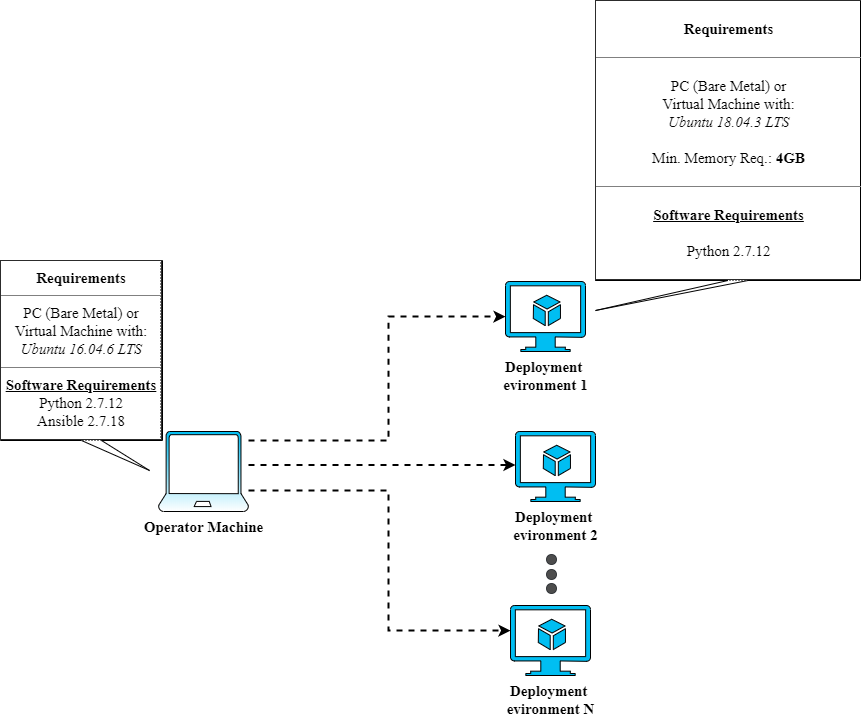 Requirements
PC (Bare Metal) or
Virtual Machine with:
Ubuntu 18.04.3 LTS
Min. Memory Req.: 4GB
Software Requirements
Python 2.7.12
Requirements
PC (Bare Metal) or
Virtual Machine with:
Ubuntu 16.04.6 LTS
Software Requirements
Python 2.7.12
Ansible 2.7.18
Operator Machine
Deployment
evironment 1
Deployment
evironment 2
Deployment
evironment N